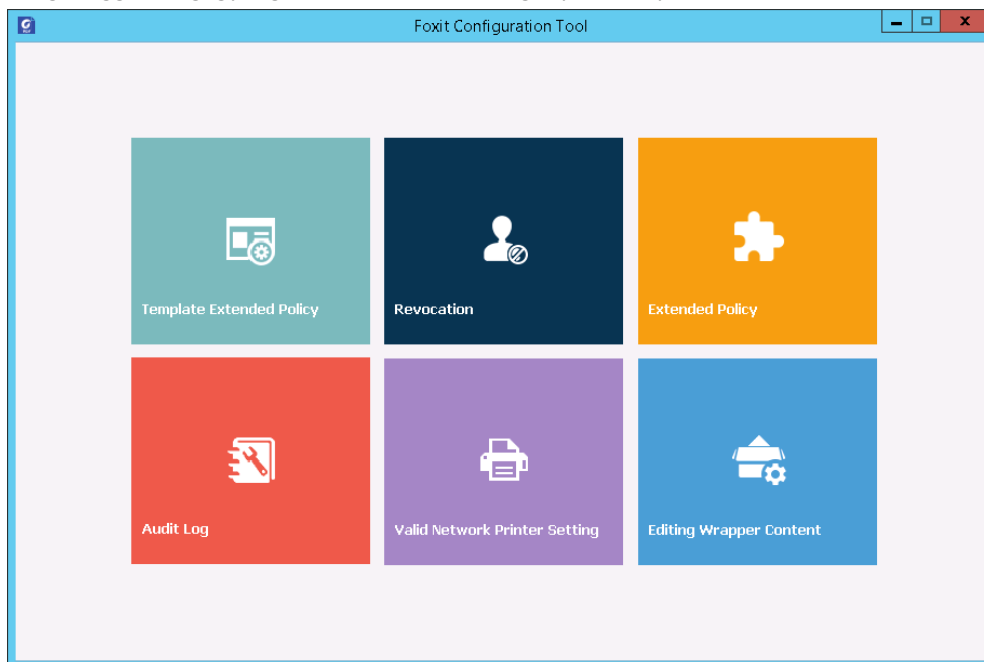 Foxit Configuration Tool
Template Extended Policy
Revocation
Extended Policy
Audit Log
Valid Network Printer Setting
Editing Wrapper Content